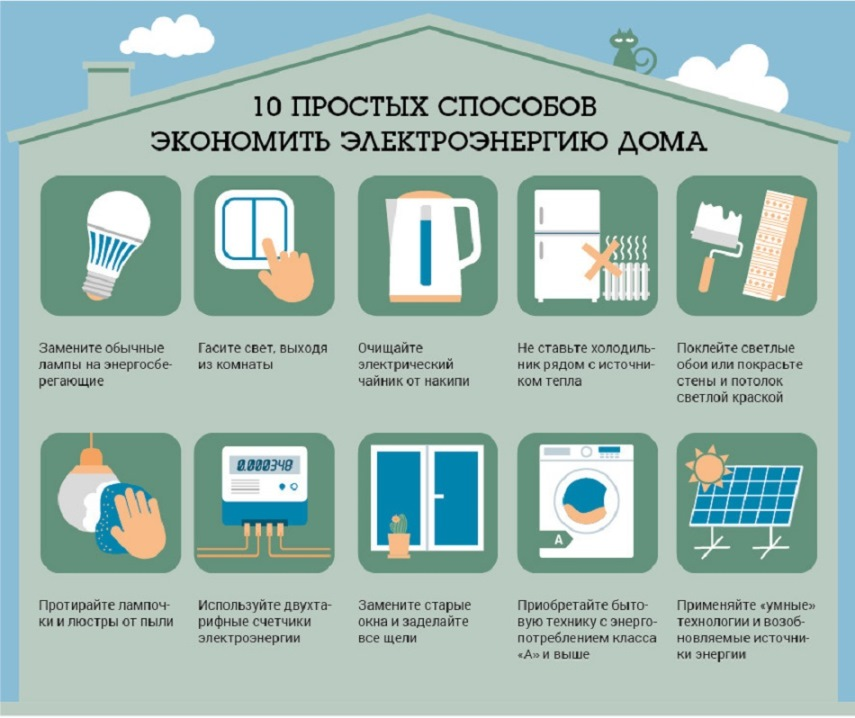 10 ПРОСТЫХ СПОСОБОВ
ЭКОНОМИТЬ ЭЛЕКТРОЭНЕРГИЮ ДОМА
Замените обычные
лампы на энергосбе-
регающие
Гасите свет, выходя
из комнаты
Очищайте
электрический
чайник от накипи
Не ставьте холодиль-
ник рядом с источни-
ком тепла
Поклейте светлые
обои или покрасьте
стены и потолок
светлой краской
0.000348
A
Протирайте лампоч-
ки и люстры от пыли
Используйте двухта-
рифные счетчики
электроэнергии
Замените старые
окна и заделайте
все щели
Приобретайте быто-
вую технику с энерго-
потреблением класса
«А» и выше
Применяйте «умные»
технологии и возоб-
новляемые источни-
ки энергии